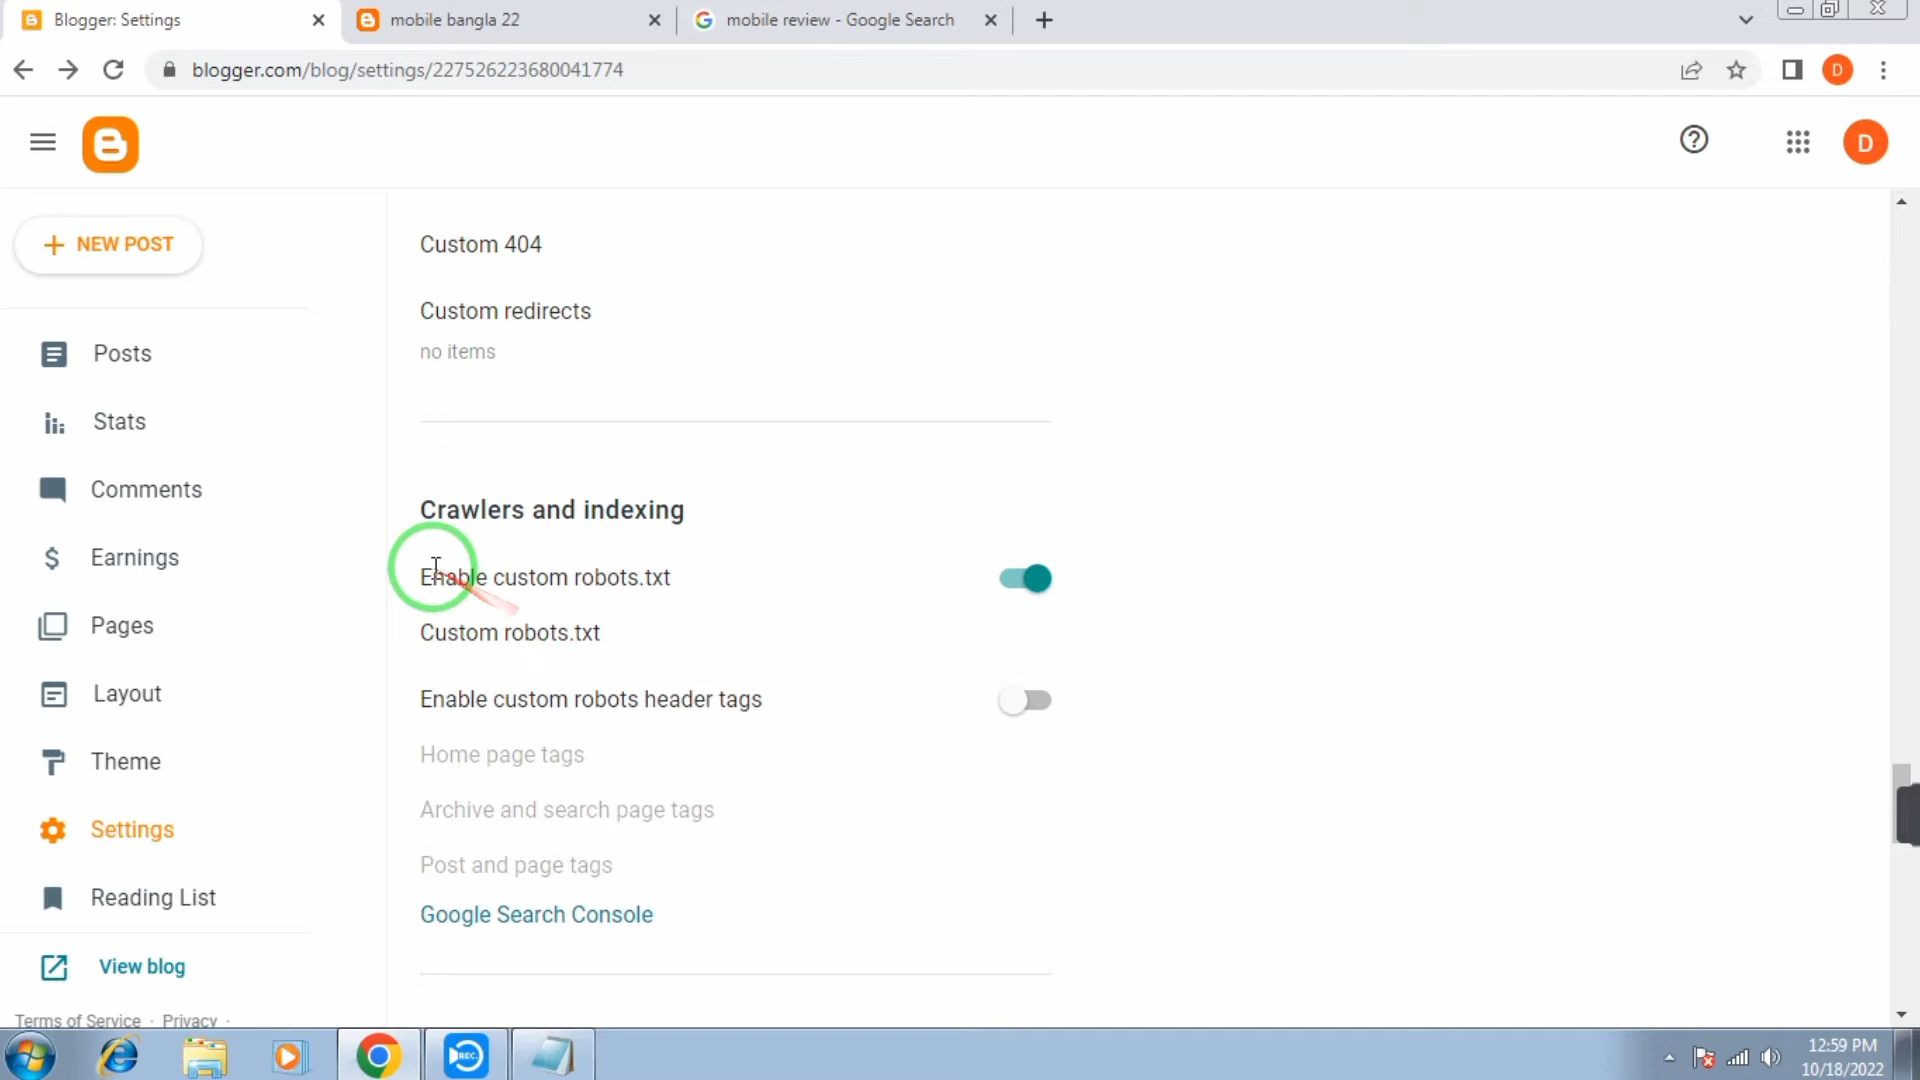 Blogger: Settings
mobile bangla 22
mobile review - Google Search
blogger.com/blog/settings/227526223680041774
D
D
NEW POST
Posts
Stats
Comments
Earnings
Pages
Layout
Theme
Settings
Reading List
View blog
Terms of Service · Privacy ·
Custom 404
Custom redirects
no items
Crawlers and indexing
Enable custom robots.txt
Custom robots.txt
Enable custom robots header tags
Home page tags
Archive and search page tags
Post and page tags
Google Search Console
REC
12:59 PM
10/18/2022